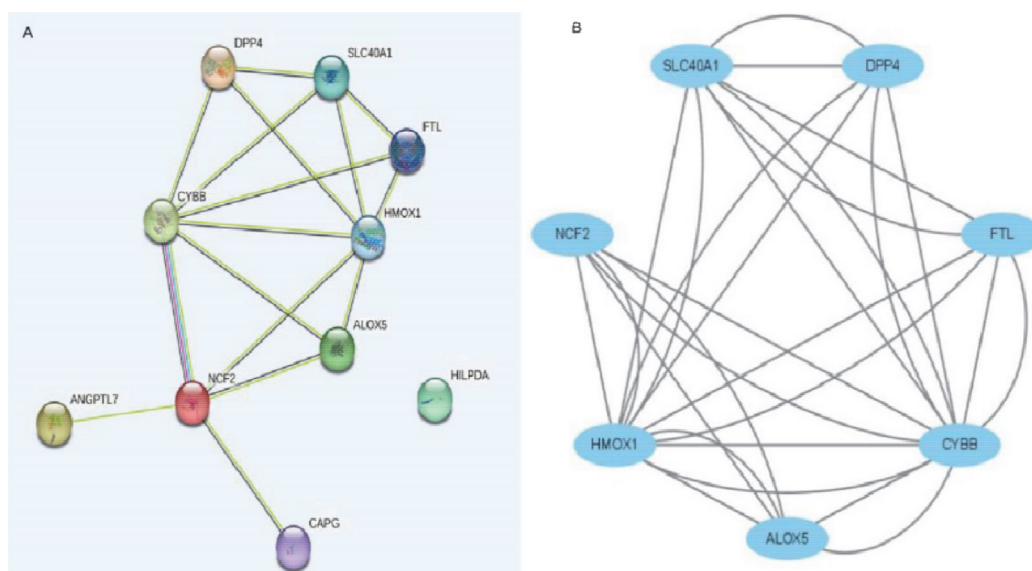 A
DPP4
SLC40A1
FTL
CYBB
HMOX1
ALOX5
NCF2
HILPDA
ANGPTL7
CAPG
B
SLC40A1
DPP4
NCF2
FTL
HMOX1
CYBB
ALOX5